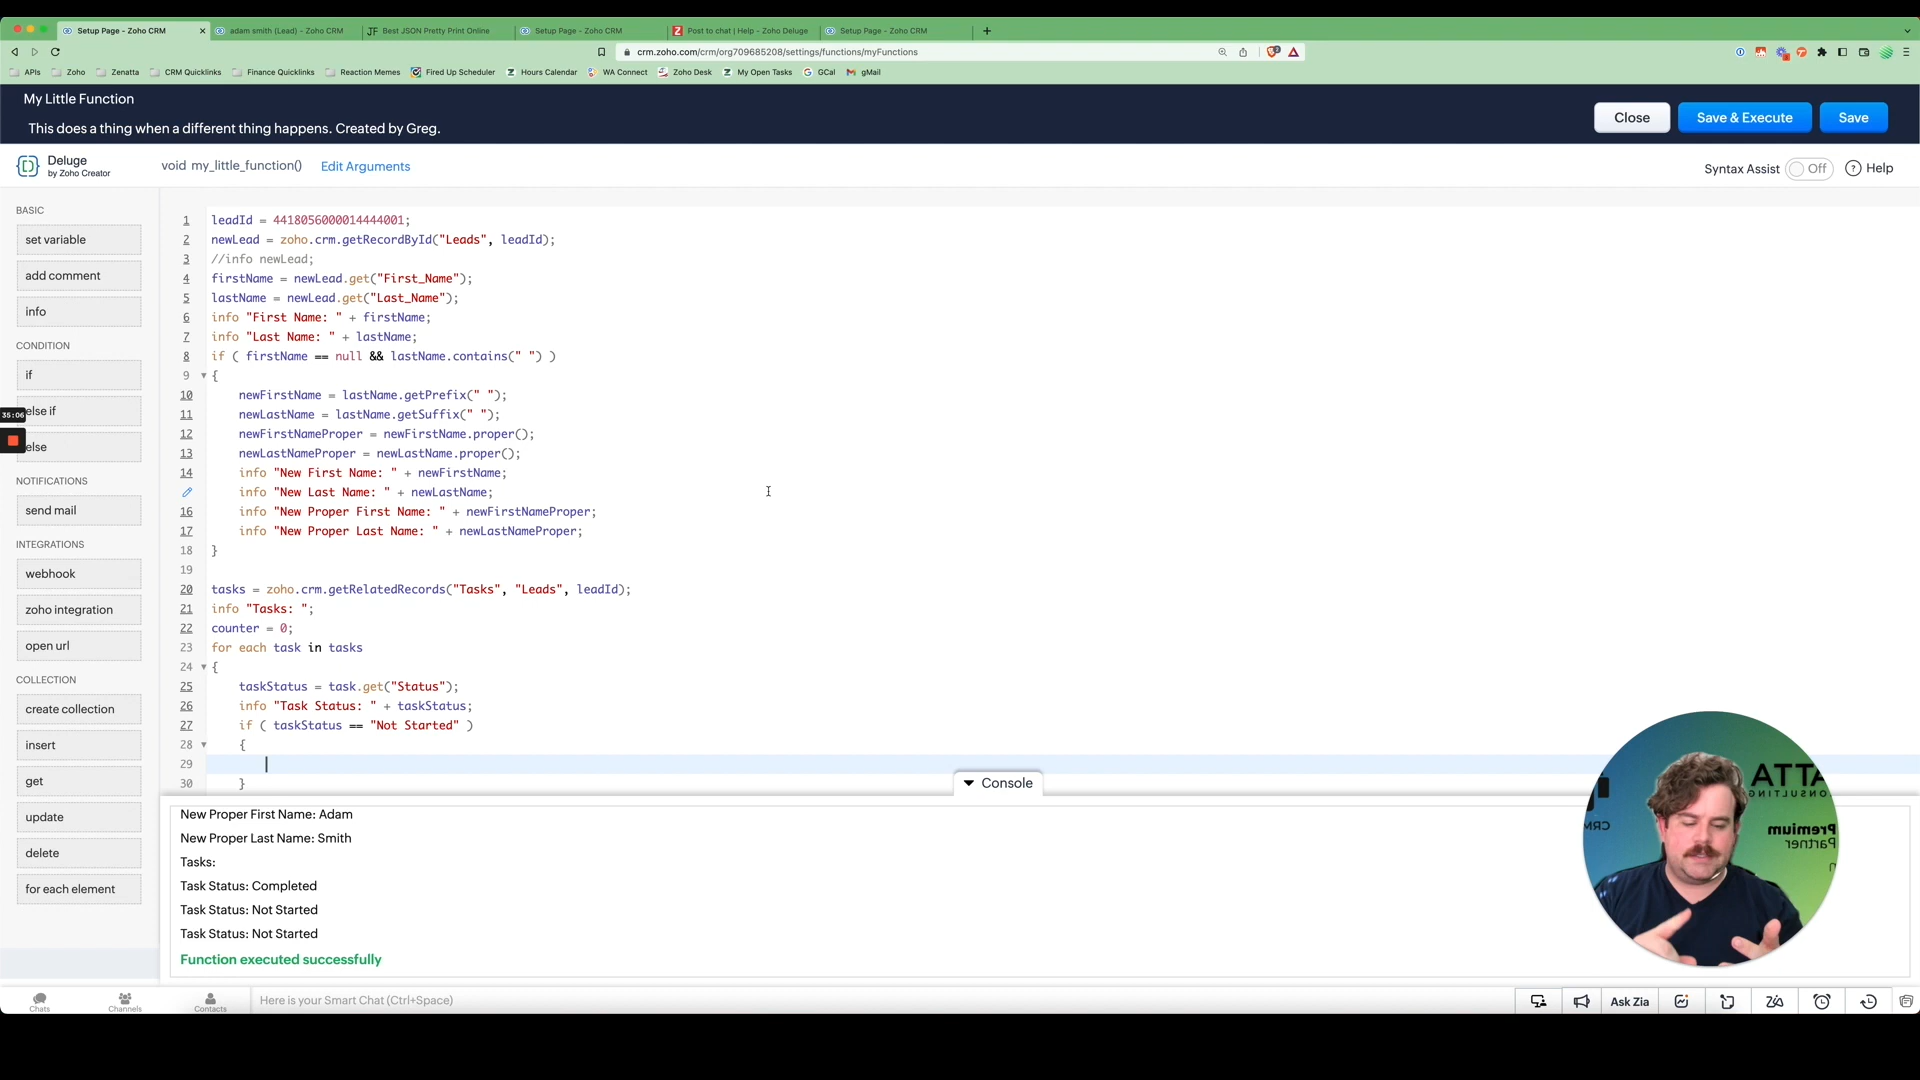 Setup Page - Zoho CRM
adam smith (Lead) - Zoho CRM
JF Best JSON Pretty Print Online
Setup Page - Zoho CRM
Post to chat | Help - Zoho Deluge
Setup Page - Zoho CRM
crm.zoho.com/crm/org709685208/settings/functions/myFunctions
APIs
Zoho
Zenatta
CRM Quicklinks
Finance Quicklinks
Reaction Memes
Fired Up Scheduler
Hours Calendar
WA Connect
Zoho Desk
My Open Tasks
GCal
gMail
My Little Function
This does a thing when a different thing happens. Created by Greg.
Close
Save & Execute
Save
Deluge
by Zoho Creator
void my_little_function()
Edit Arguments
Syntax Assist
Off
? Help
BASIC
set variable
add comment
info
CONDITION
if
else if
else
35:06
NOTIFICATIONS
send mail
INTEGRATIONS
webhook
zoho integration
open url
COLLECTION
create collection
insert
get
update
delete
for each element
1 leadId = 4418056000014444001;
2 newLead = zoho.crm.getRecordById("Leads", leadId);
3 //info newLead;
4 firstName = newLead.get("First_Name");
5 lastName = newLead.get("Last_Name");
6 info "First Name: " + firstName;
7 info "Last Name: " + lastName;
8 if ( firstName == null && lastName.contains(" ") )
9 {
10 newFirstName = lastName.getPrefix(" ");
11 newLastName = lastName.getSuffix(" ");
12 newFirstNameProper = newFirstName.proper();
13 newLastNameProper = newLastName.proper();
14 info "New First Name: " + newFirstName;
info "New Last Name: " + newLastName;
16 info "New Proper First Name: " + newFirstNameProper;
17 info "New Proper Last Name: " + newLastNameProper;
18 }
19
20 tasks = zoho.crm.getRelatedRecords("Tasks", "Leads", leadId);
21 info "Tasks: ";
22 counter = 0;
23 for each task in tasks
24 {
25 taskStatus = task.get("Status");
26 info "Task Status: " + taskStatus;
27 if ( taskStatus == "Not Started" )
28 {
29
30 }
Console
New Proper First Name: Adam
New Proper Last Name: Smith
Tasks:
Task Status: Completed
Task Status: Not Started
Task Status: Not Started
Function executed successfully
ATTA
CONSULTING
CRM
Premium
Partner
Chats
Channels
Contacts
Here is your Smart Chat (Ctrl+Space)
Ask Zia